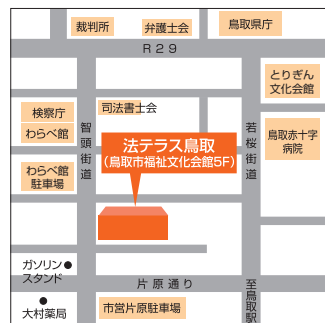 裁判所
弁護士会
鳥取県庁
R29
とりぎん
文化会館
検察庁
わらべ館
司法書士会
智頭街道
若桜街道
鳥取赤十字
病院
法テラス鳥取
(鳥取市福祉文化会館5F)
わらべ館
駐車場
ガソリン
スタンド
片原通り
至鳥取駅
大村薬局
市営片原駐車場